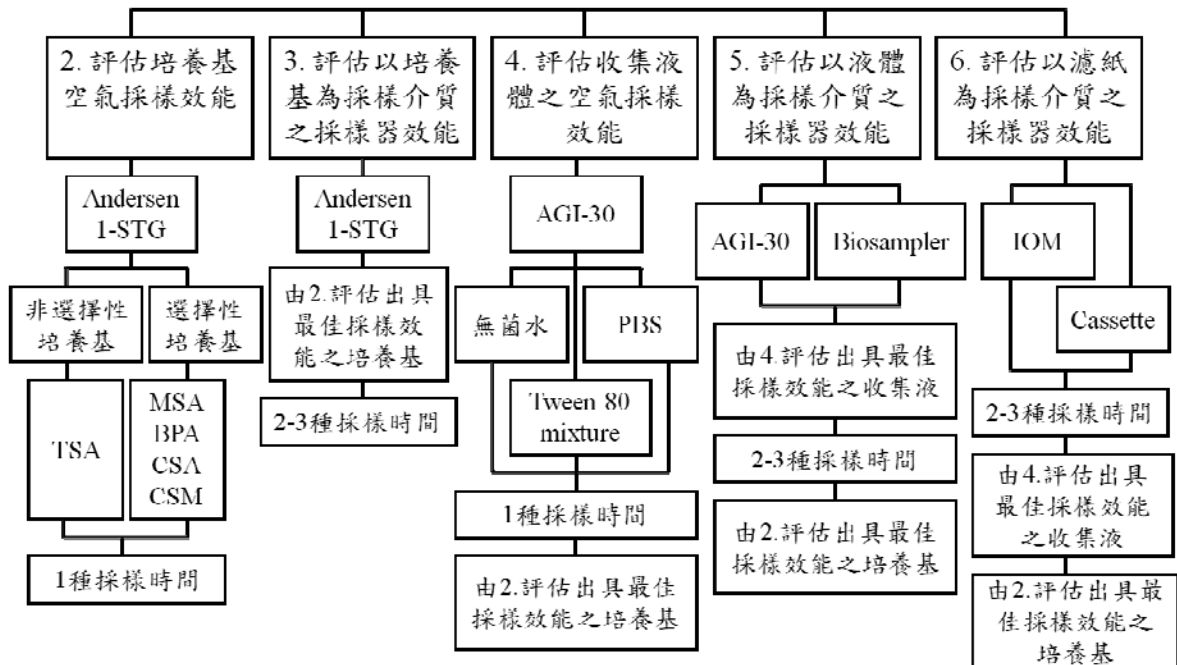 2. 評估培養基
空氣採樣效能
Andersen
1-STG
非選擇性
培養基
選擇性
培養基
TSA
MSA
BPA
CSA
CSM
1種採樣時間
3. 評估以培養
基為採樣介質
之採樣器效能
Andersen
1-STG
由2.評估出具
最佳採樣效
能之培養基
2-3種採樣時間
4. 評估收集液
體之空氣採樣
效能
AGI-30
無菌水
PBS
Tween 80
mixture
1種採樣時間
由2.評估出具最佳
採樣效能之培養基
5. 評估以液體
為採樣介質之
採樣器效能
AGI-30
Biosampler
由4.評估出具最佳
採樣效能之收集液
2-3種採樣時間
由2.評估出具最佳
採樣效能之培養基
6. 評估以濾紙
為採樣介質之
採樣器效能
IOM
Cassette
2-3種採樣時間
由4.評估出具
最佳採樣效能
之收集液
由2.評估出具最
佳採樣效能之
培養基